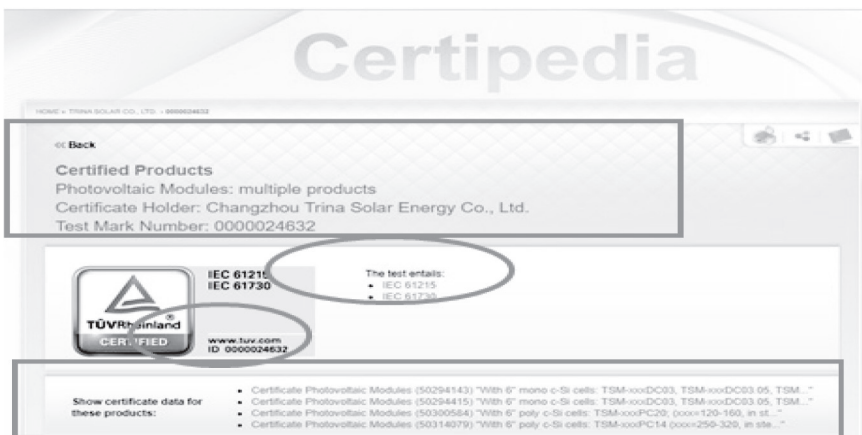 Certipedia
HOME » TRINA SOLAR CO., LTD. › 0000024632
<< Back
Certified Products
Photovoltaic Modules: multiple products
Certificate Holder: Changzhou Trina Solar Energy Co., Ltd.
Test Mark Number: 0000024632
IEC 61215
IEC 61730
TÜVRheinland®
CERTIFIED
www.tuv.com
ID 0000024632
The test entails:
• IEC 61215
• IEC 61730
Show certificate data for
these products:
• Certificate Photovoltaic Modules (50294143) "With 6" mono c-Si cells: TSM-xxxDC03, TSM-xxxDC03.05, TSM..."
• Certificate Photovoltaic Modules (50294415) "With 6" mono c-Si cells: TSM-xxxDC03, TSM-xxxDC03.05, TSM..."
• Certificate Photovoltaic Modules (50300584) "With 6" poly c-Si cells: TSM-xxxPC20; (xxx=120-160, in st..."
• Certificate Photovoltaic Modules (50314079) "With 6" poly c-Si cells: TSM-xxxPC14 (xxx=250-320, in ste..."